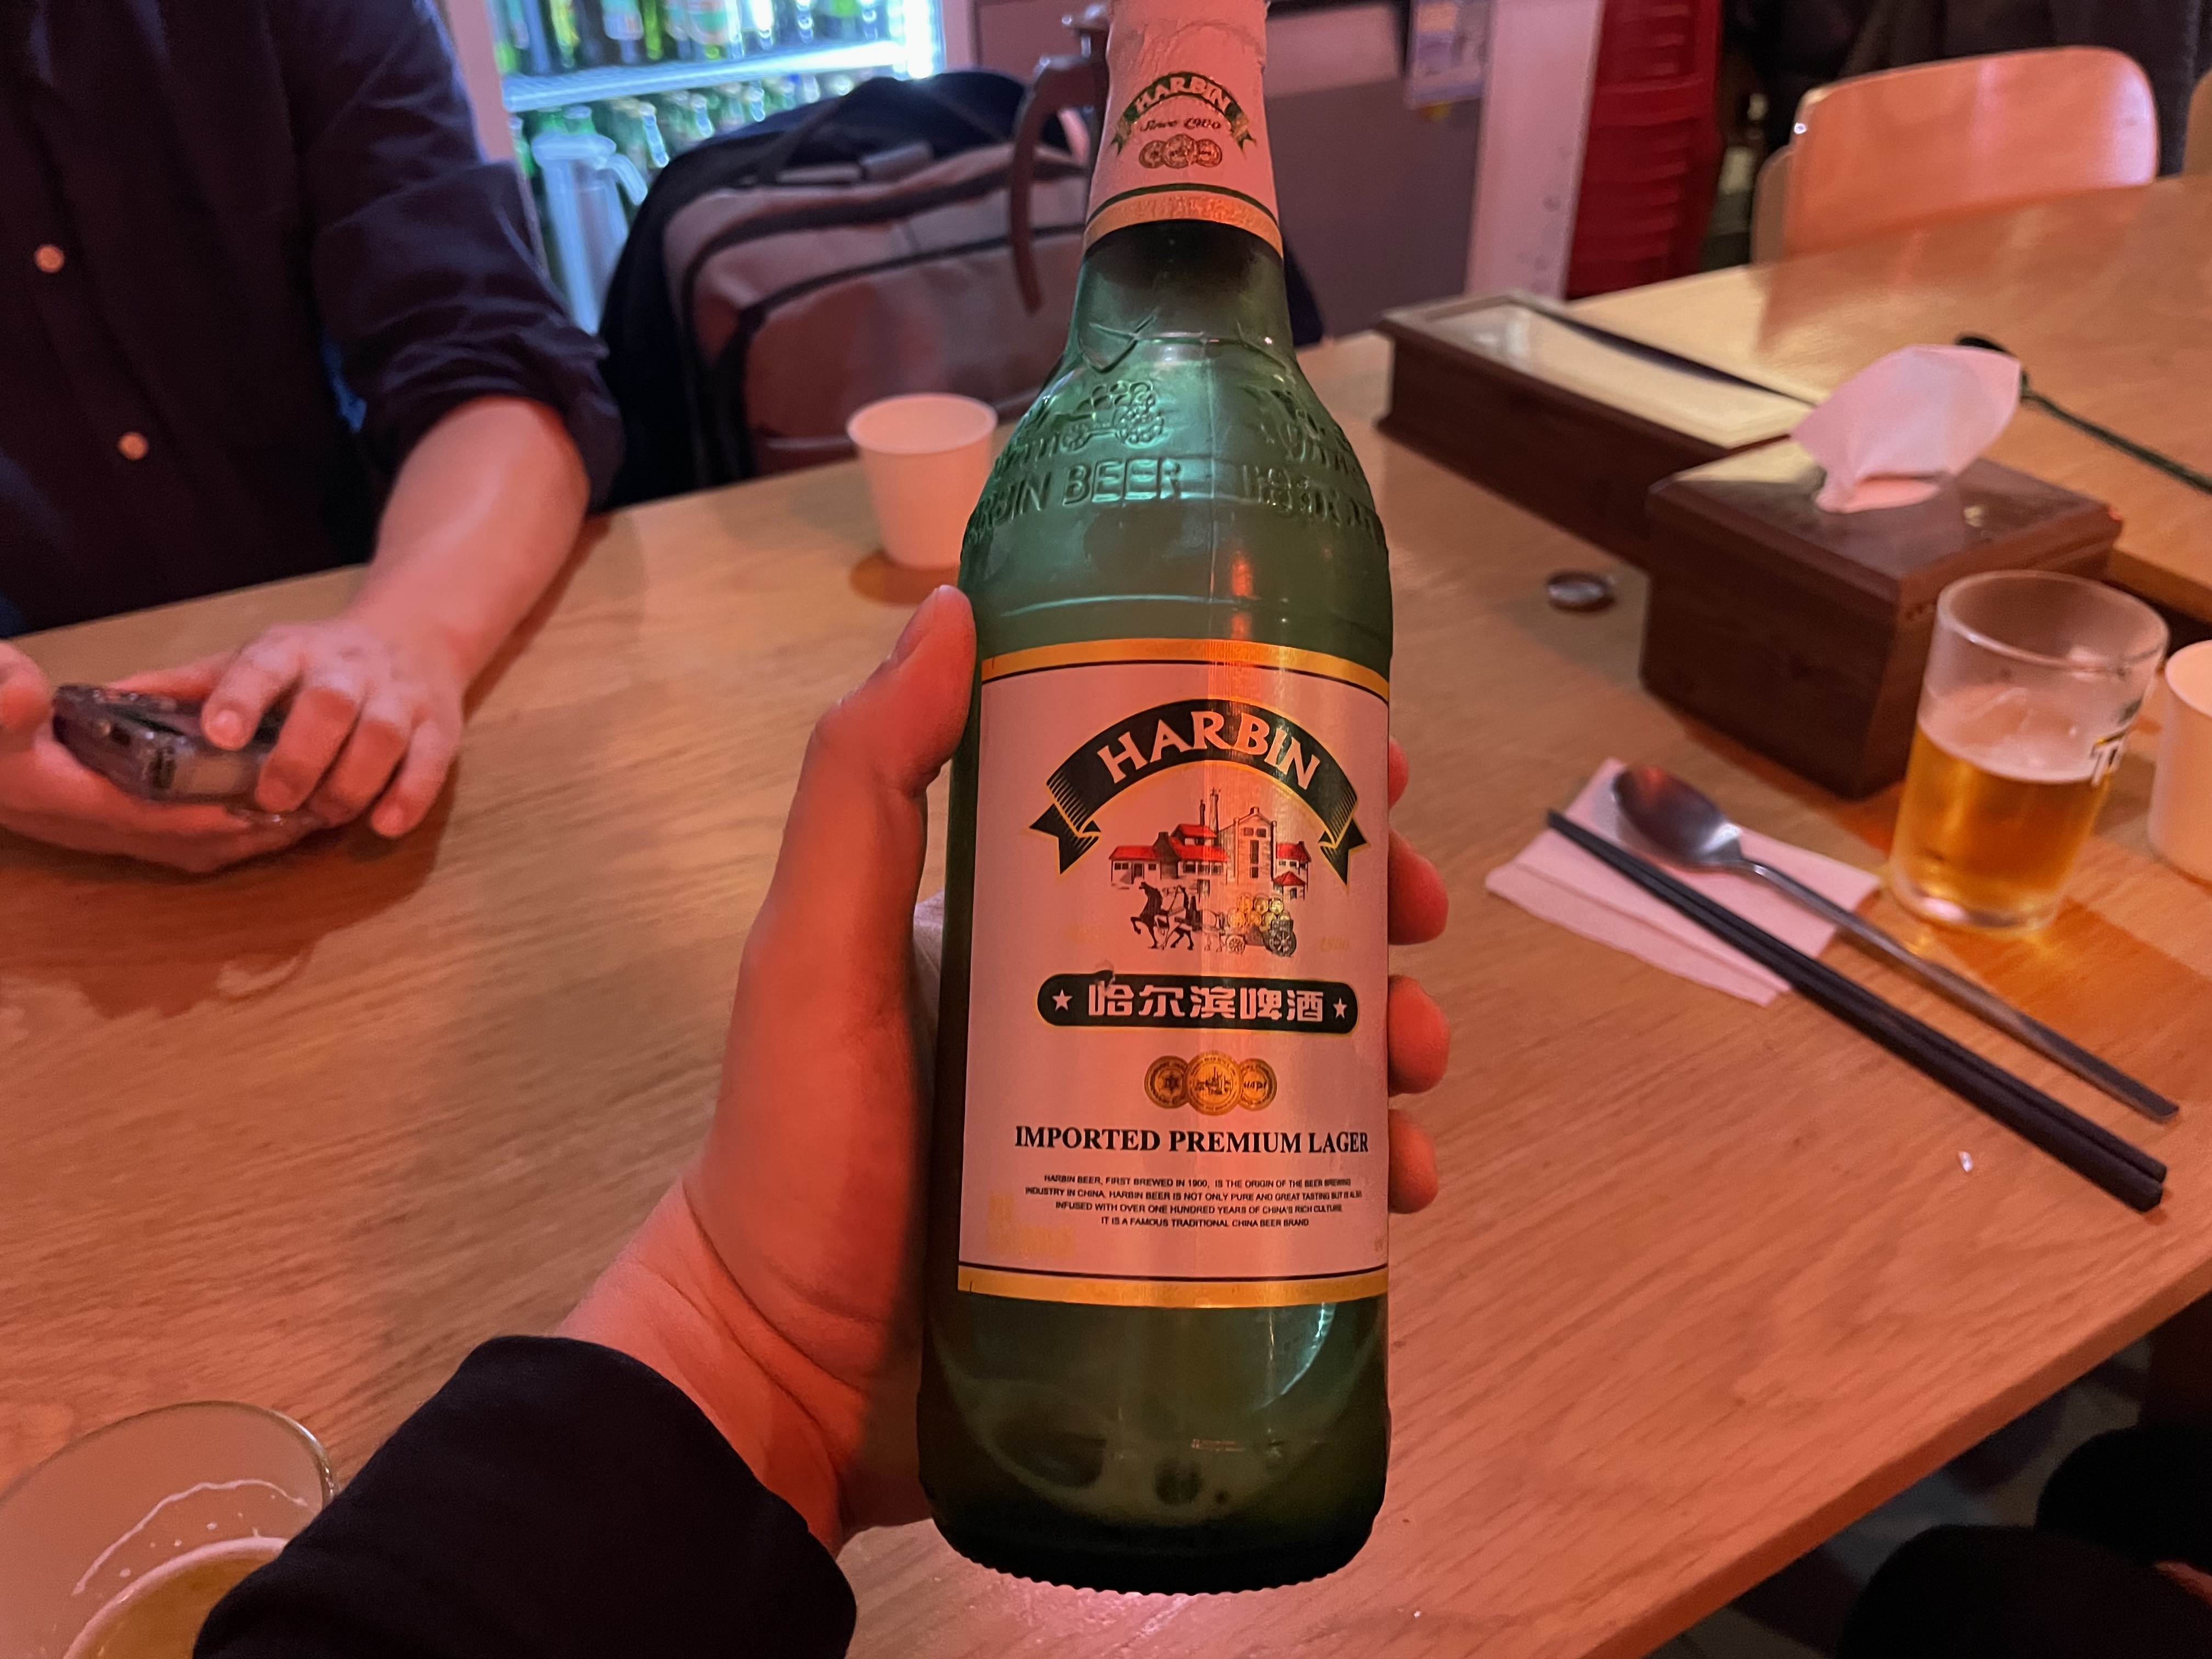 HARBIN
Since 1900
HARBIN BEER
HARBIN
1900
哈尔滨啤酒
IMPORTED PREMIUM LAGER
HARBIN BEER, FIRST BREWED IN 1900, IS THE ORIGIN OF THE BEER BREWING
INDUSTRY IN CHINA. HARBIN BEER IS NOT ONLY PURE AND GREAT TASTING BUT IS ALSO
INFUSED WITH OVER ONE HUNDRED YEARS OF CHINA'S RICH CULTURE
IT IS A FAMOUS TRADITIONAL CHINA BEER BRAND